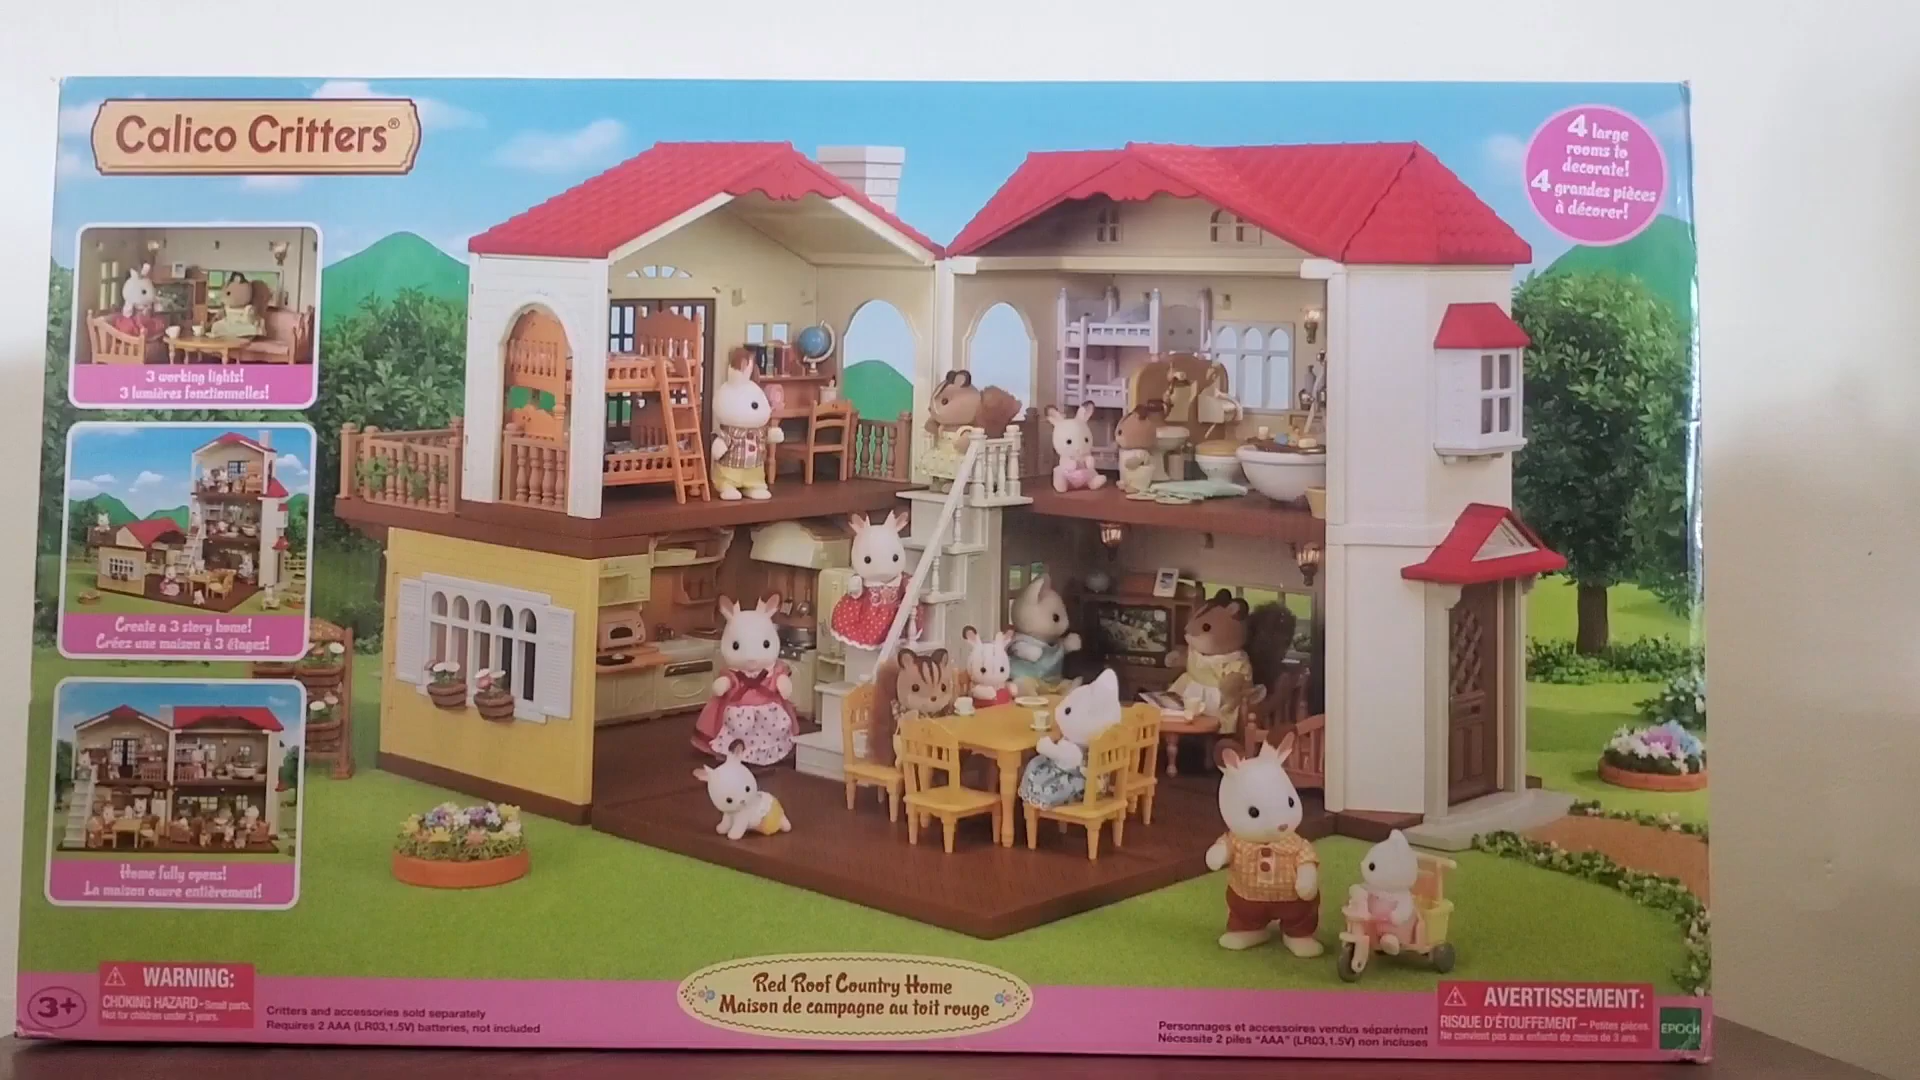 Calico Critters®
4 large
rooms to
decorate!
4 grandes pièces
à décorer!
3 working lights!
3 lumières fonctionnelles!
Create a 3 story home!
Créez une maison à 3 étages!
Home fully opens!
La maison ouvre entièrement!
3+
WARNING:
CHOKING HAZARD - Small parts.
Not for children under 3 years.
Critters and accessories sold separately
Requires 2 AAA (LR03,1.5V) batteries, not included
Red Roof Country Home
Maison de campagne au toit rouge
Personnages et accessoires vendus séparément
Nécessite 2 piles "AAA" (LR03,1.5V) non incluses
AVERTISSEMENT:
RISQUE D'ÉTOUFFEMENT – Petites pièces.
Ne convient pas aux enfants de moins de 3 ans.
EPOCH